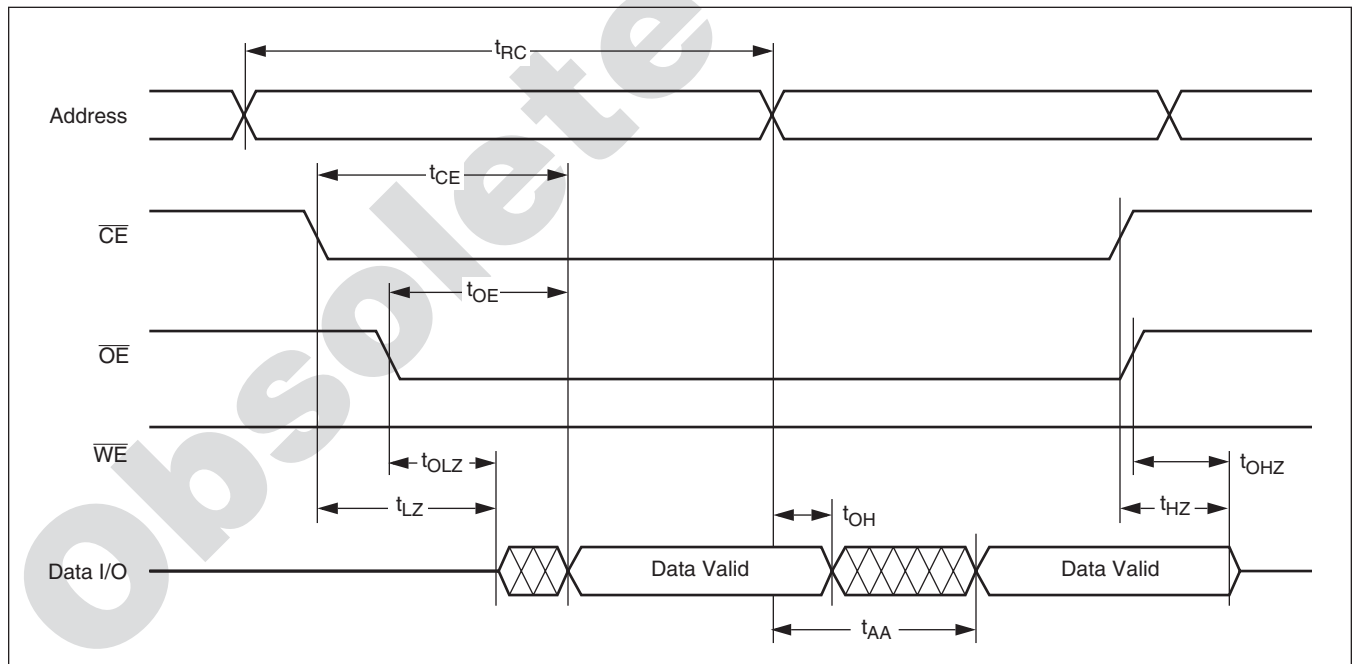 Obsolete
tRC
Address
tCE
CE
tOE
OE
WE
tOLZ
tOHZ
tLZ
tHZ
tOH
Data I/O
Data Valid
Data Valid
tAA